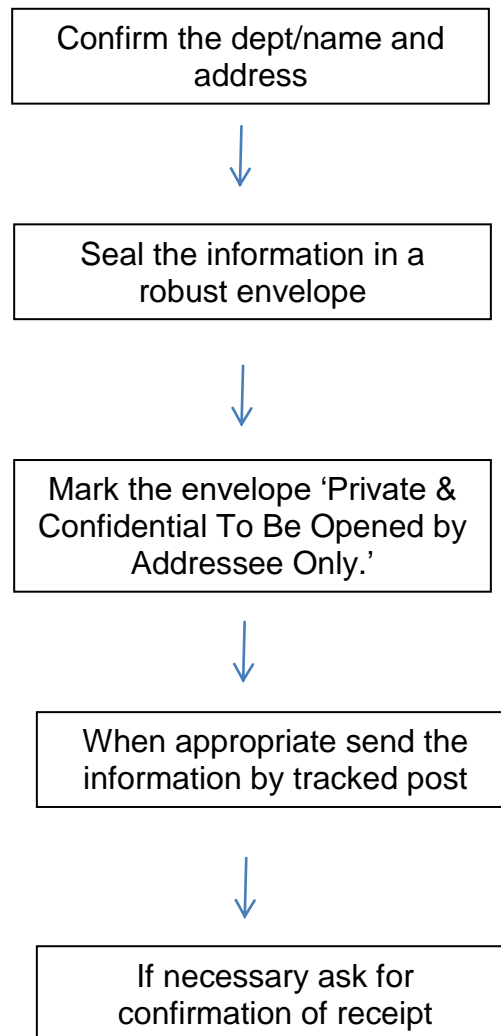 Confirm the dept/name and
address
Seal the information in a
robust envelope
Mark the envelope ‘Private &
Confidential To Be Opened by
Addressee Only.’
When appropriate send the
information by tracked post
If necessary ask for
confirmation of receipt